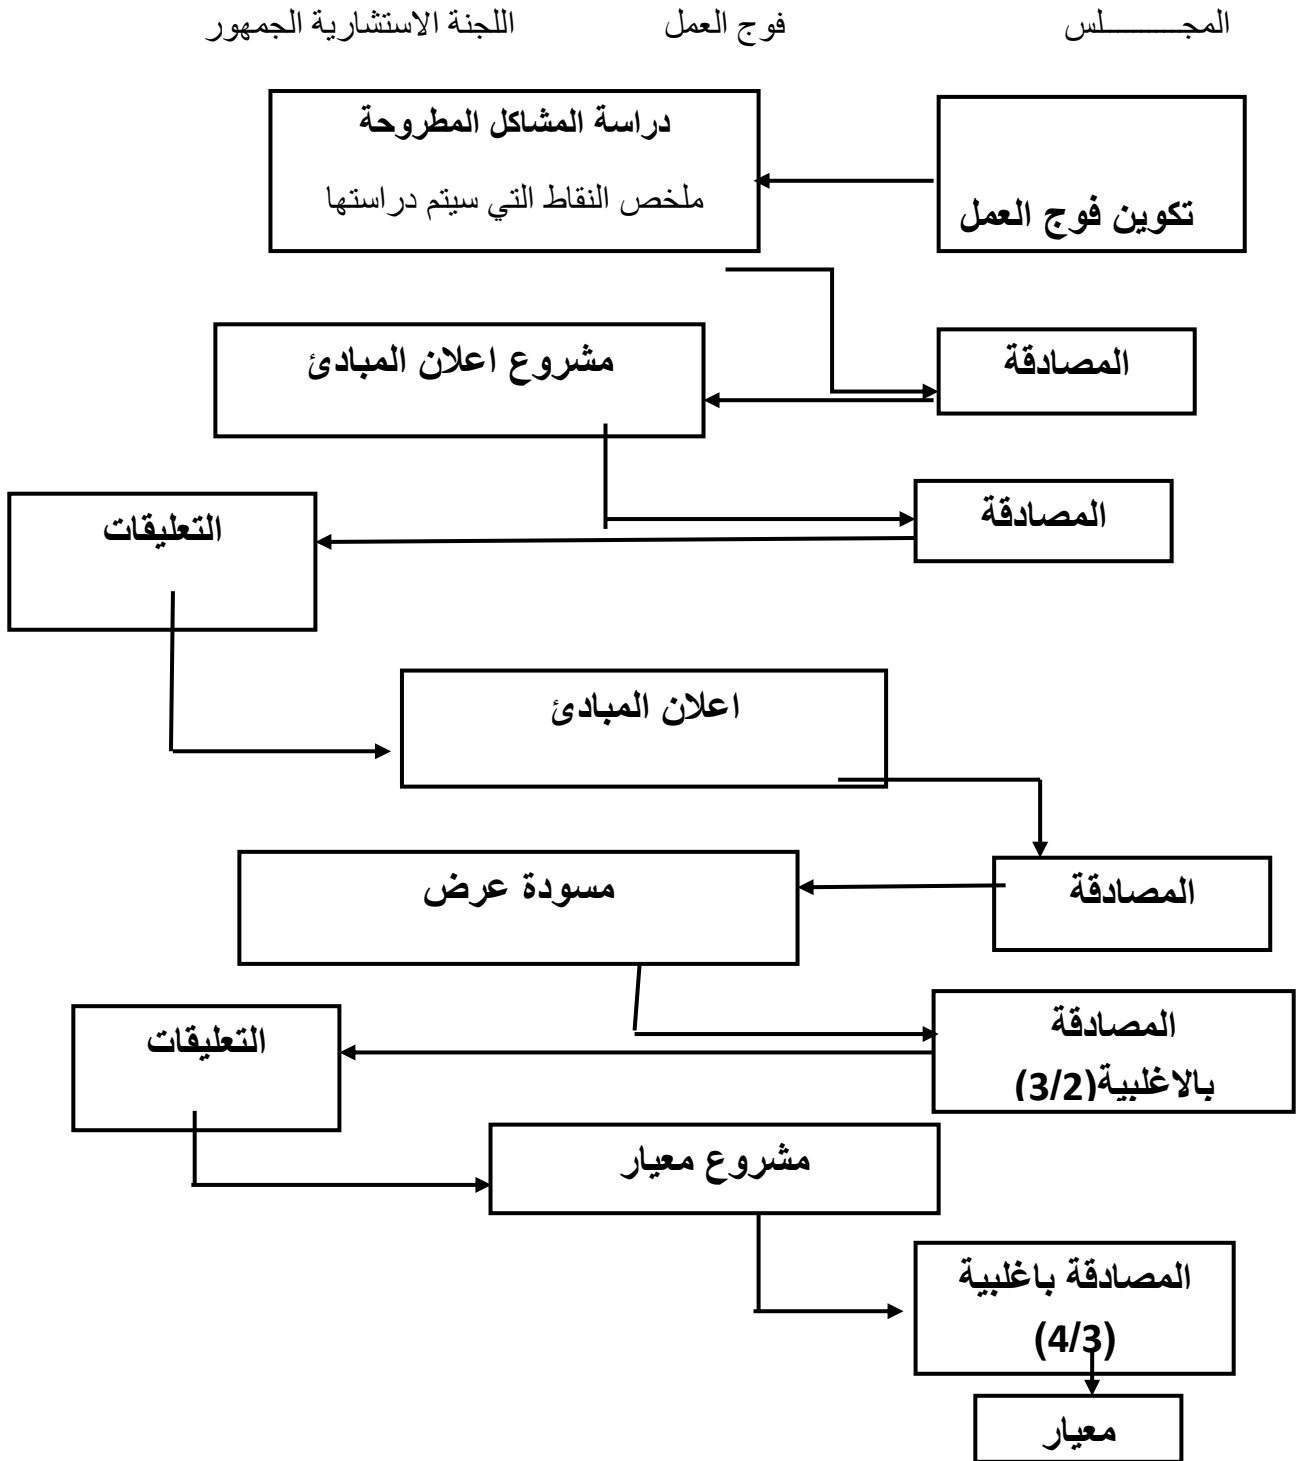 المجـــــــــلس فوج العمل اللجنة الاستشارية الجمهور
دراسة المشاكل المطروحة
ملخص النقاط التي سيتم دراستها
تكوين فوج العمل
المصادقة
مشروع اعلان المبادئ
المصادقة
التعليقات
اعلان المبادئ
المصادقة
مسودة عرض
المصادقة
بالاغلبية(3/2)
التعليقات
مشروع معيار
المصادقة باغلبية
(4/3)
معيار